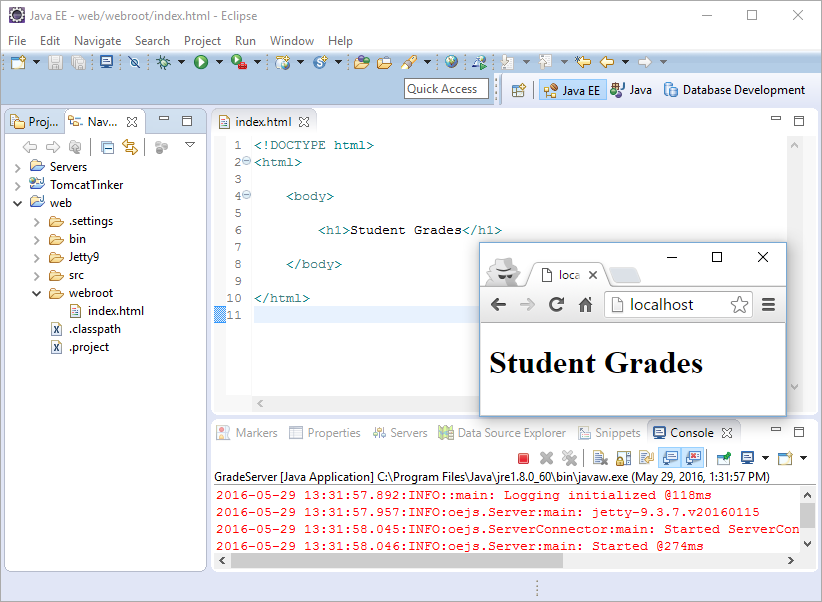 Java EE - web/webroot/index.html - Eclipse
File Edit Navigate Search Project Run Window Help
Quick Access Java EE Java Database Development
Proj... Nav...
Servers
TomcatTinker
web
.settings
bin
Jetty9
src
webroot
index.html
.classpath
.project
index.html
1 <!DOCTYPE html>
2 <html>
3
4 <body>
5
6 <h1>Student Grades</h1>
7
8 </body>
9
10 </html>
11
loca
localhost
Student Grades
Markers Properties Servers Data Source Explorer Snippets Console
GradeServer [Java Application] C:\Program Files\Java\jre1.8.0_60\bin\javaw.exe (May 29, 2016, 1:31:57 PM)
2016-05-29 13:31:57.892:INFO::main: Logging initialized @118ms
2016-05-29 13:31:57.957:INFO:oejs.Server:main: jetty-9.3.7.v20160115
2016-05-29 13:31:58.045:INFO:oejs.ServerConnector:main: Started ServerCon
2016-05-29 13:31:58.046:INFO:oejs.Server:main: Started @274ms